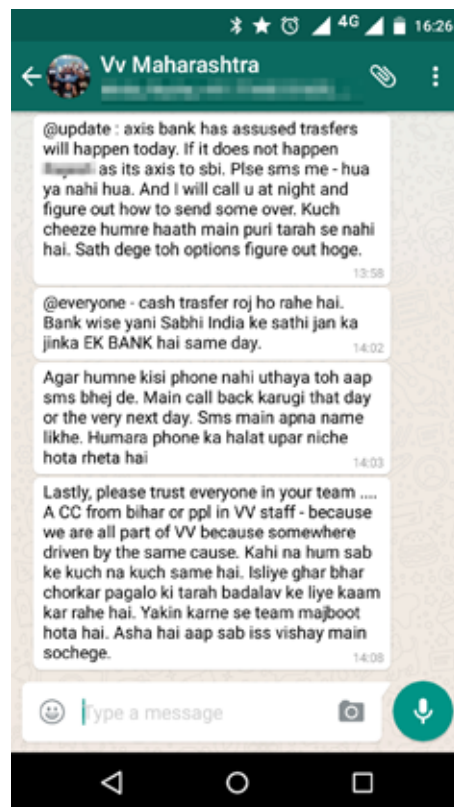 4G 16:26
Vv Maharashtra
@update : axis bank has assused trasfers
will happen today. If it does not happen
as its axis to sbi. Plse sms me - hua
ya nahi hua. And I will call u at night and
figure out how to send some over. Kuch
cheeze humre haath main puri tarah se nahi
hai. Sath dege toh options figure out hoge.
13:58
@everyone - cash trasfer roj ho rahe hai.
Bank wise yani Sabhi India ke sathi jan ka
jinka EK BANK hai same day.
14:02
Agar humne kisi phone nahi uthaya toh aap
sms bhej de. Main call back karugi that day
or the very next day. Sms main apna name
likhe. Humara phone ka halat upar niche
hota rheta hai
14:03
Lastly, please trust everyone in your team ....
A CC from bihar or ppl in VV staff - because
we are all part of VV because somewhere
driven by the same cause. Kahi na hum sab
ke kuch na kuch same hai. Isliye ghar bhar
chorkar pagalo ki tarah badalav ke liye kaam
kar rahe hai. Yakin karne se team majboot
hota hai. Asha hai aap sab iss vishay main
sochege.
14:08
Type a message